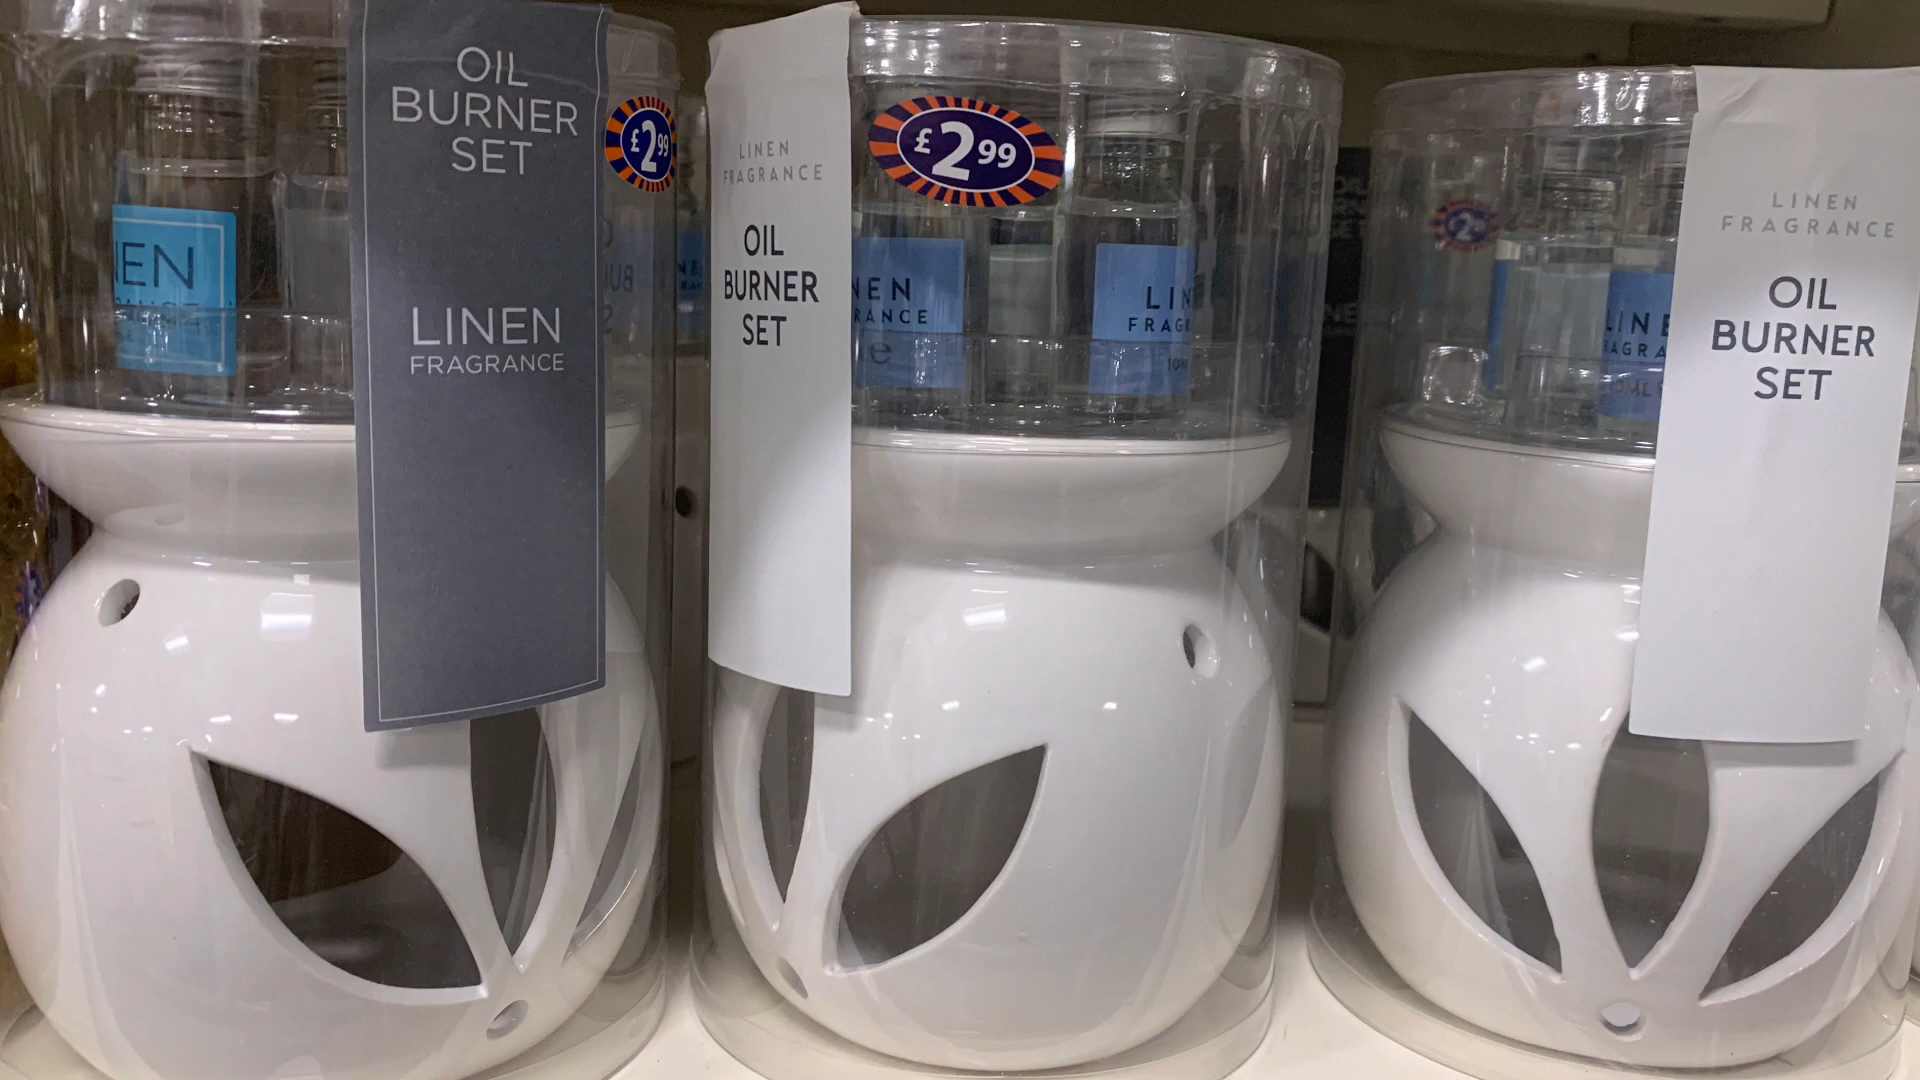 OIL
BURNER
SET
LINEN
FRAGRANCE
£2.99
LINEN
FRAGRANCE
OIL
BURNER
SET
£2.99
LINEN
FRAGRANCE
OIL
BURNER
SET